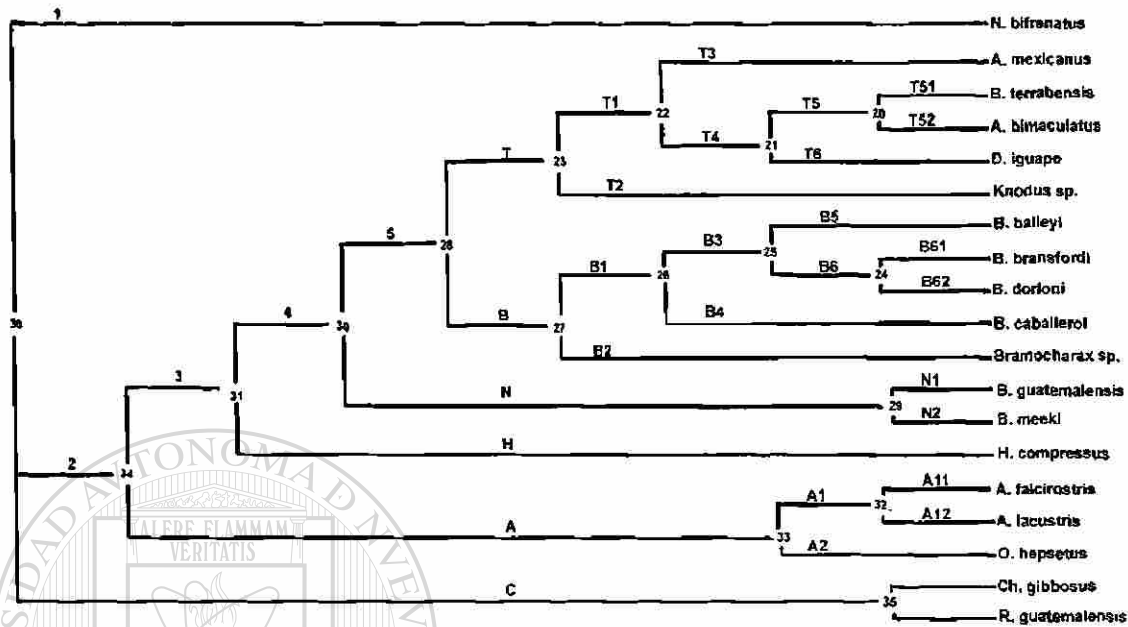 1
N. bifrenatus
T3
A. mexicanus
T51
B. terrabensis
T5
T1
22
20
T52
A. bimaculatus
T4
21
T6
D. iguape
T
23
T2
Knodus sp.
B5
B. baileyi
5
28
B3
25
B61
B. bransfordi
B1
26
B6
24
B62
B. dorioni
4
30
B
27
B4
B. caballeroi
36
B2
Bramocharax sp.
3
31
N1
B. guatemalensis
N
29
N2
B. meeki
H
H. compressus
2
34
A11
A. falcirostris
A1
32
A12
A. lacustris
A
33
A2
O. hepsetus
C
35
Ch. gibbosus
R. guatemalensis
ALERE FLAMMAM
VERITATIS